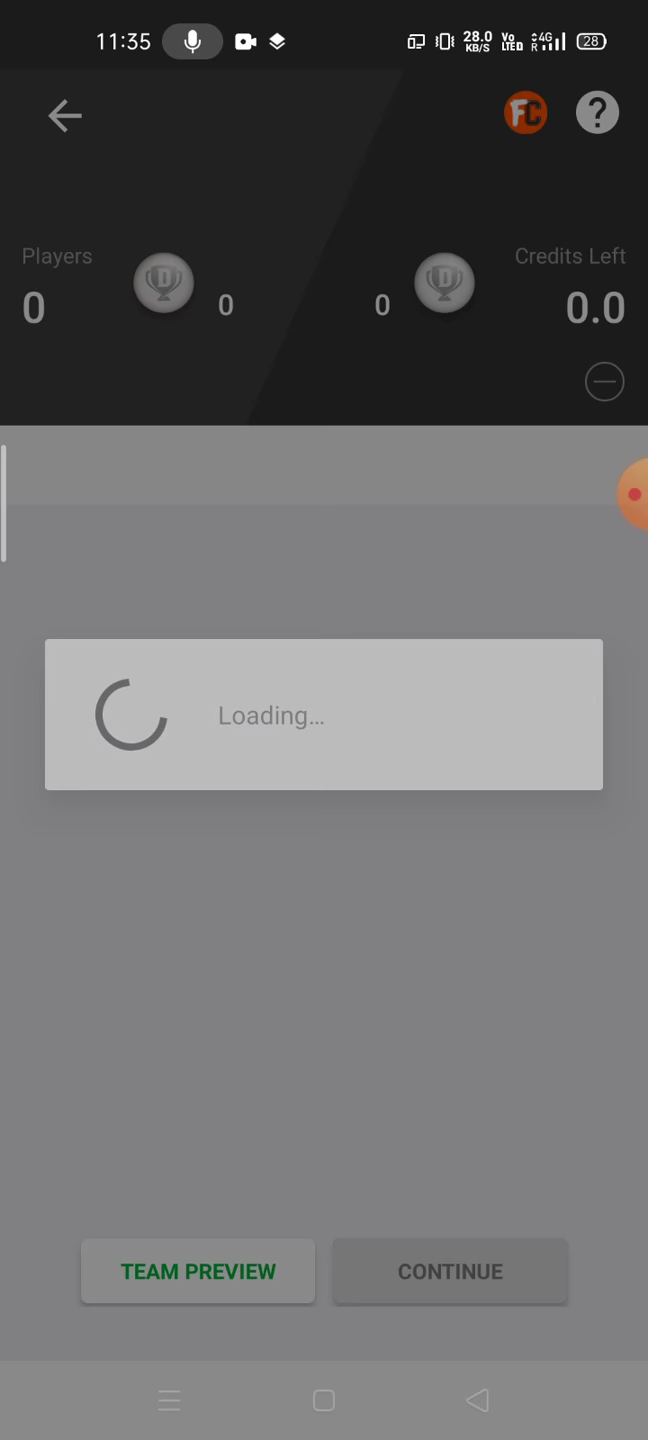 11:35
28.0
KB/S
Vo
LTED
4G
R
28
FC
?
Players
Credits Left
D
D
0
0
0
0.0
Loading...
TEAM PREVIEW
CONTINUE